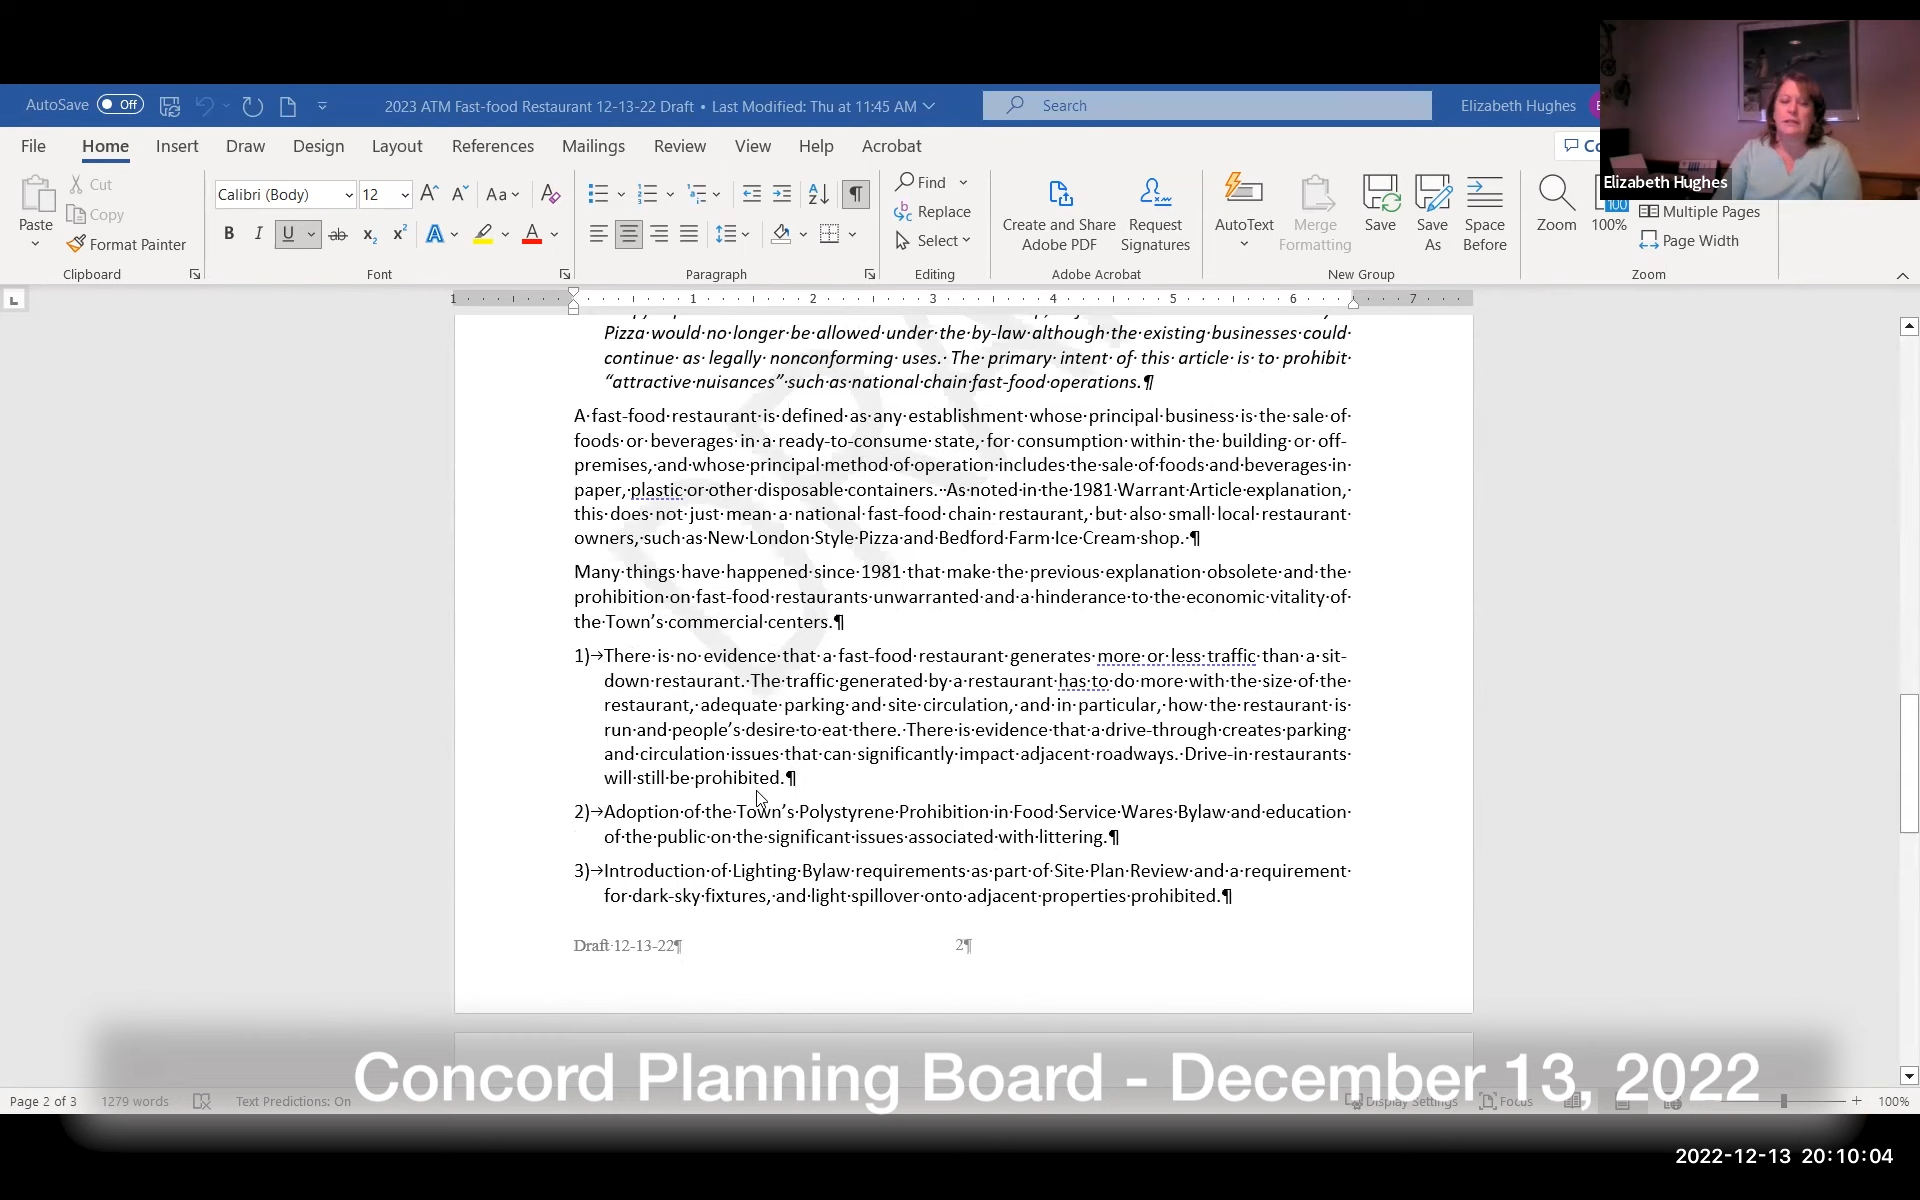 AutoSave Off 2023 ATM Fast-food Restaurant 12-13-22 Draft • Last Modified: Thu at 11:45 AM Search Elizabeth Hughes
File Home Insert Draw Design Layout References Mailings Review View Help Acrobat
Paste Cut Copy Format Painter Clipboard
Calibri (Body) 12 Font
Paragraph
Find Replace Select Editing
Create and Share Adobe PDF Request Signatures Adobe Acrobat
AutoText Merge Formatting Save Save As Space Before New Group
Zoom 100% Multiple Pages Page Width Zoom
Elizabeth Hughes
1 1 2 3 4 5 6 7
Pizza would no longer be allowed under the by-law although the existing businesses could
continue as legally nonconforming uses. The primary intent of this article is to prohibit
“attractive nuisances” such as national chain fast-food operations.¶
A fast-food restaurant is defined as any establishment whose principal business is the sale of
foods or beverages in a ready-to-consume state, for consumption within the building or off-
premises, and whose principal method of operation includes the sale of foods and beverages in
paper, plastic or other disposable containers. As noted in the 1981 Warrant Article explanation,
this does not just mean a national fast-food chain restaurant, but also small local restaurant
owners, such as New London Style Pizza and Bedford Farm Ice Cream shop. ¶
Many things have happened since 1981 that make the previous explanation obsolete and the
prohibition on fast-food restaurants unwarranted and a hinderance to the economic vitality of
the Town’s commercial centers.¶
1)→There is no evidence that a fast-food restaurant generates more or less traffic than a sit-
down restaurant. The traffic generated by a restaurant has to do more with the size of the
restaurant, adequate parking and site circulation, and in particular, how the restaurant is
run and people’s desire to eat there. There is evidence that a drive-through creates parking
and circulation issues that can significantly impact adjacent roadways. Drive-in restaurants
will still be prohibited.¶
2)→Adoption of the Town’s Polystyrene Prohibition in Food Service Wares Bylaw and education
of the public on the significant issues associated with littering.¶
3)→Introduction of Lighting Bylaw requirements as part of Site Plan Review and a requirement
for dark-sky fixtures, and light spillover onto adjacent properties prohibited.¶
Draft 12-13-22¶ 2¶
Concord Planning Board - December 13, 2022
Page 2 of 3 1279 words Text Predictions: On Display Settings Focus 100%
2022-12-13 20:10:04